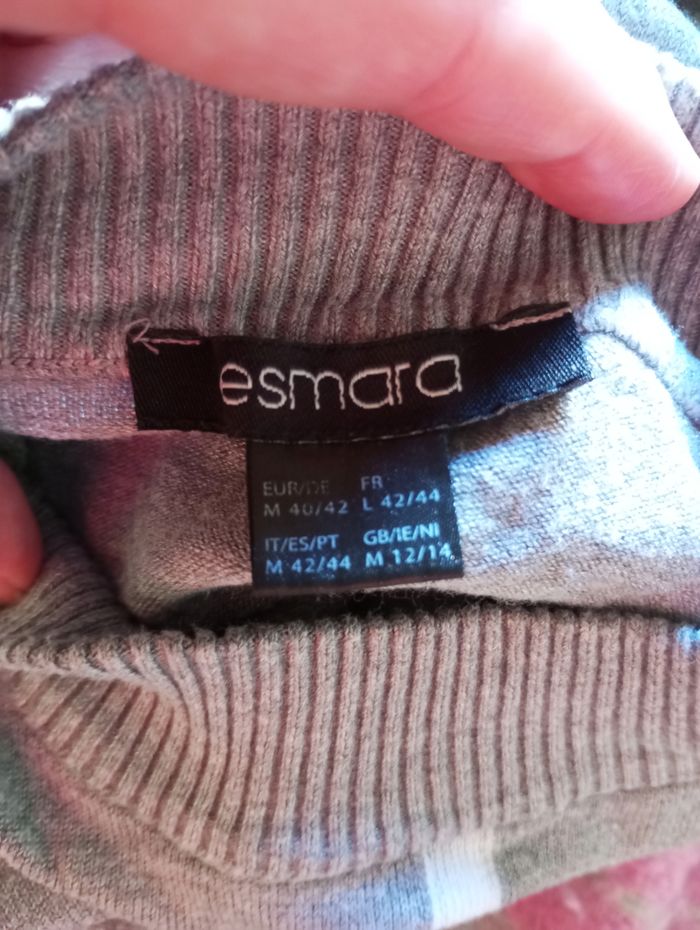 esmara
EUR/DE FR
M 40/42 L 42/44
IT/ES/PT GB/IE/NI
M 42/44 M 12/14